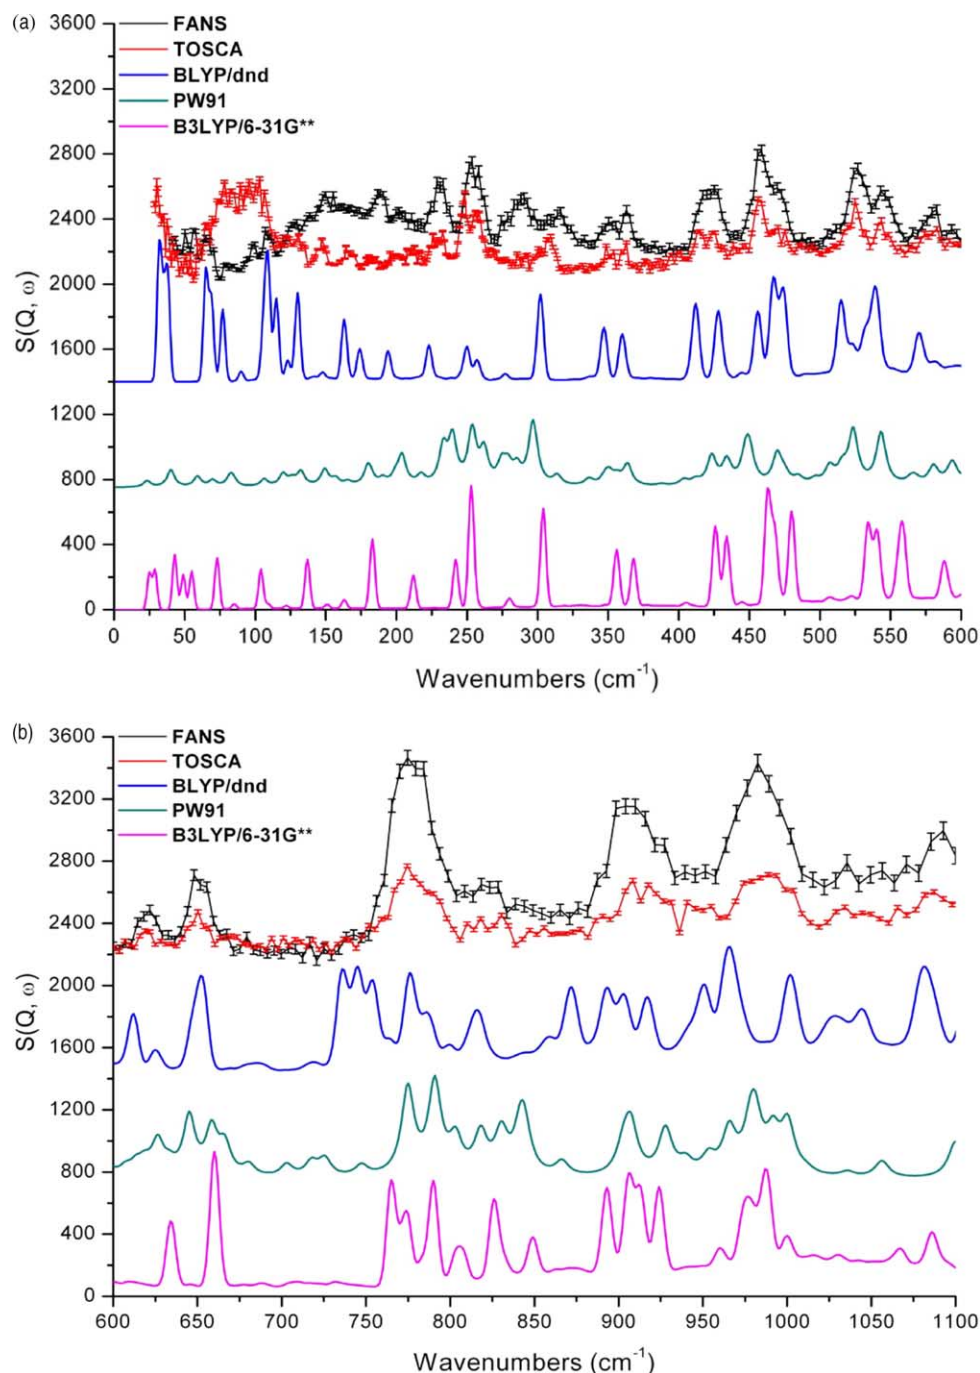 (a)
3600
3200
2800
2400
2000
1600
1200
800
400
0
S(Q, ω)
FANS
TOSCA
BLYP/dnd
PW91
B3LYP/6-31G**
0 50 100 150 200 250 300 350 400 450 500 550 600
Wavenumbers (cm⁻¹)
(b)
3600
3200
2800
2400
2000
1600
1200
800
400
0
S(Q, ω)
FANS
TOSCA
BLYP/dnd
PW91
B3LYP/6-31G**
600 650 700 750 800 850 900 950 1000 1050 1100
Wavenumbers (cm⁻¹)